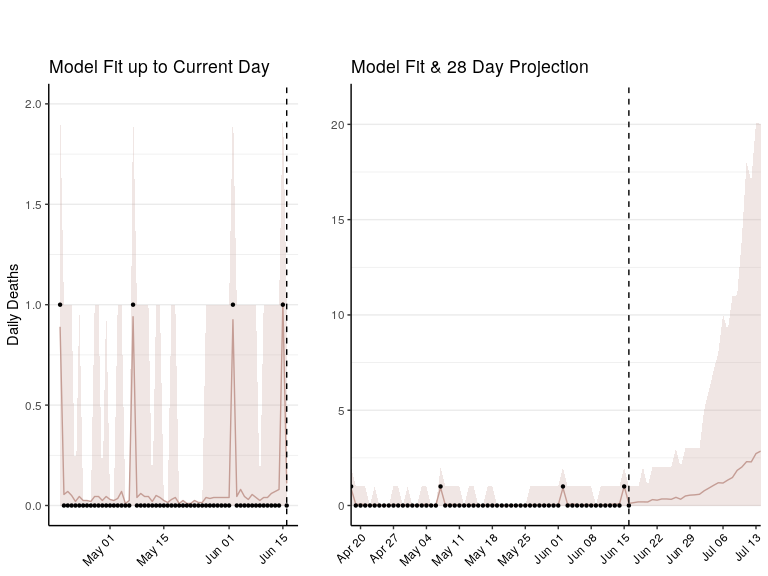 Model Fit up to Current Day
Model Fit & 28 Day Projection
Daily Deaths
2.0
1.5
1.0
0.5
0.0
May 01
May 15
Jun 01
Jun 15
20
15
10
5
0
Apr 20
Apr 27
May 04
May 11
May 18
May 25
Jun 01
Jun 08
Jun 15
Jun 22
Jun 29
Jul 06
Jul 13